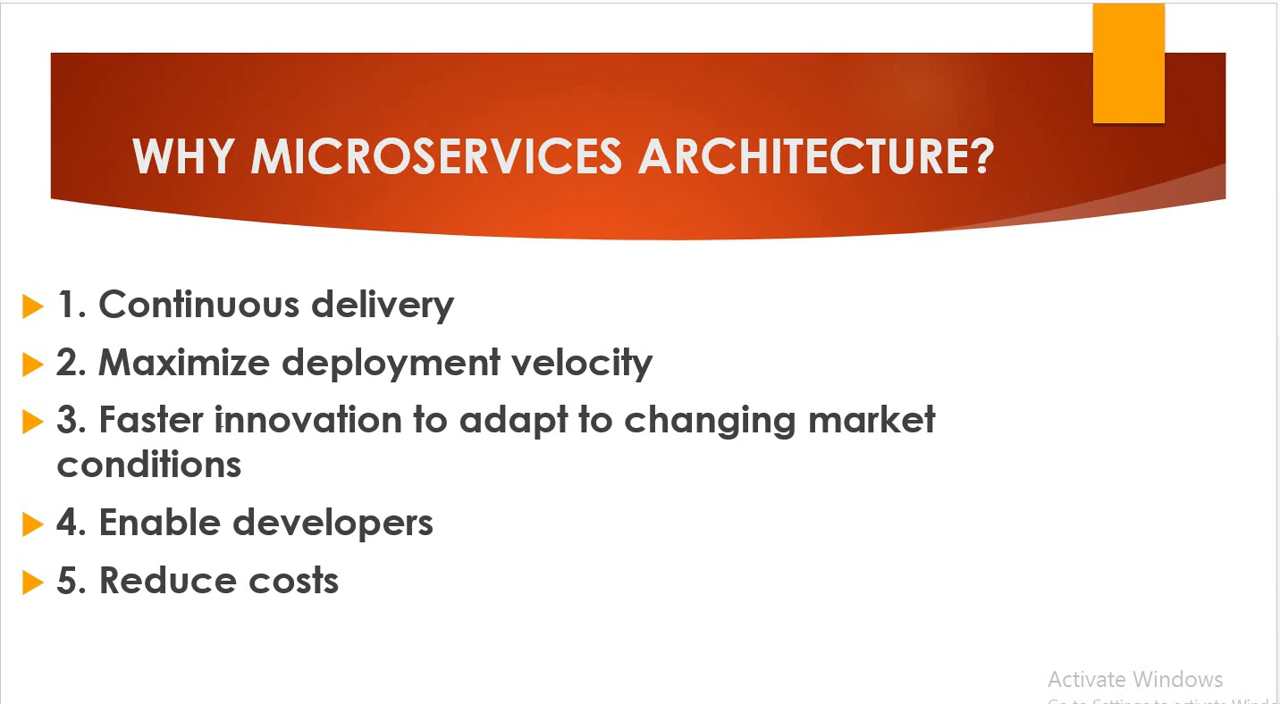 WHY MICROSERVICES ARCHITECTURE?
1. Continuous delivery
2. Maximize deployment velocity
3. Faster innovation to adapt to changing market
conditions
4. Enable developers
5. Reduce costs
Activate Windows